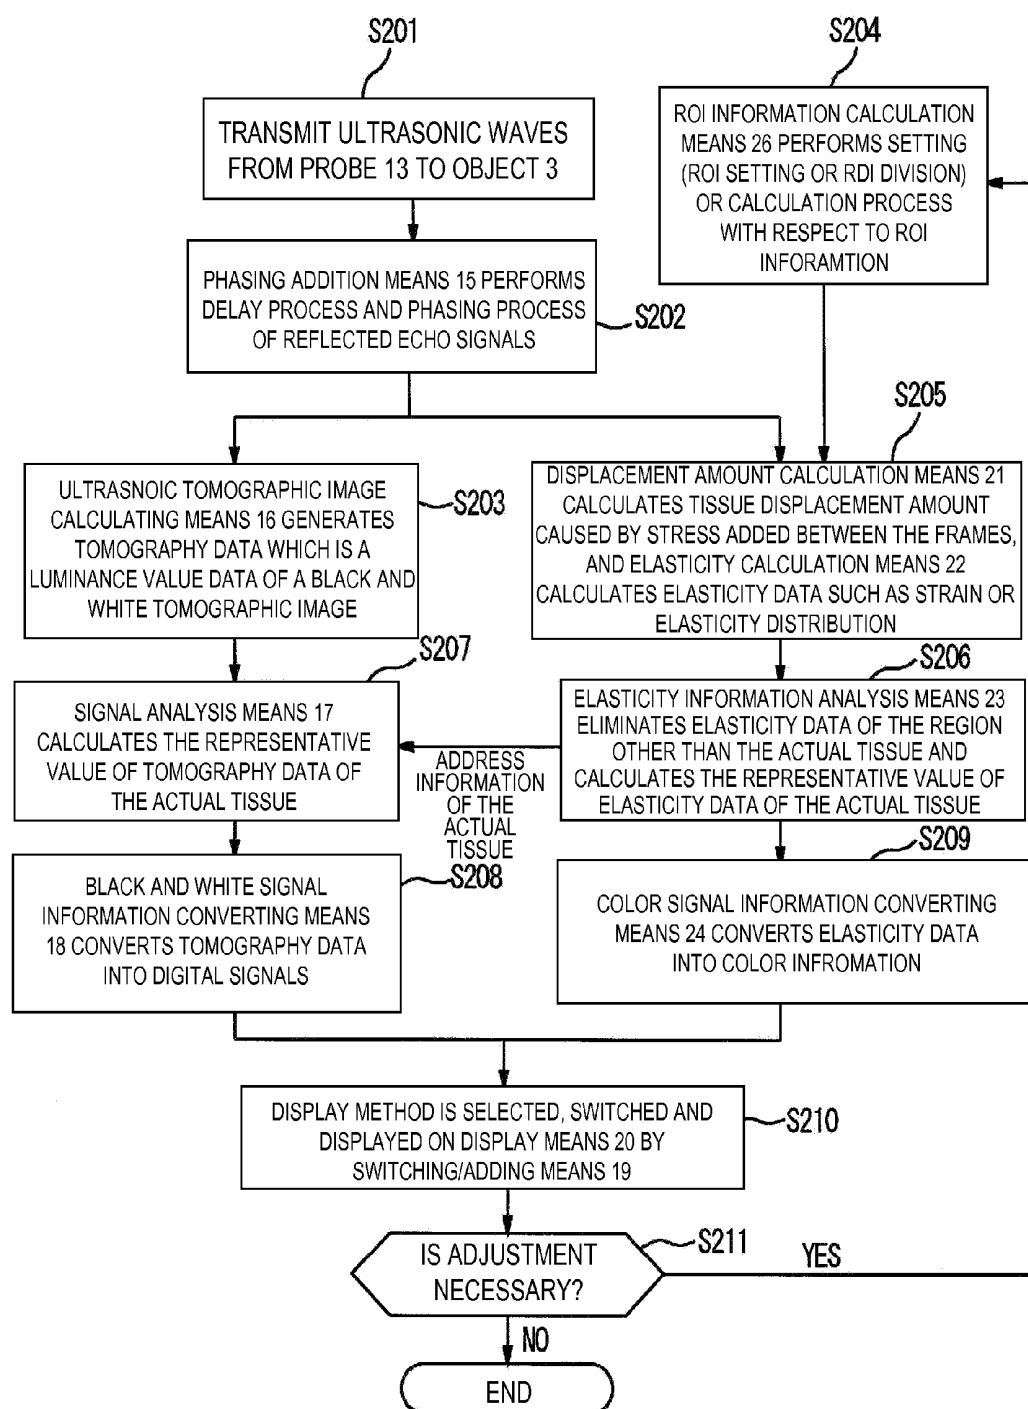 S201
TRANSMIT ULTRASONIC WAVES
FROM PROBE 13 TO OBJECT 3
S204
ROI INFORMATION CALCULATION
MEANS 26 PERFORMS SETTING
(ROI SETTING OR RDI DIVISION)
OR CALCULATION PROCESS
WITH RESPECT TO ROI
INFORAMTION
PHASING ADDITION MEANS 15 PERFORMS
DELAY PROCESS AND PHASING PROCESS
OF REFLECTED ECHO SIGNALS
S202
S205
ULTRASNOIC TOMOGRAPHIC IMAGE
CALCULATING MEANS 16 GENERATES
TOMOGRAPHY DATA WHICH IS A
LUMINANCE VALUE DATA OF A BLACK AND
WHITE TOMOGRAPHIC IMAGE
S203
DISPLACEMENT AMOUNT CALCULATION MEANS 21
CALCULATES TISSUE DISPLACEMENT AMOUNT
CAUSED BY STRESS ADDED BETWEEN THE FRAMES,
AND ELASTICITY CALCULATION MEANS 22
CALCULATES ELASTICITY DATA SUCH AS STRAIN OR
ELASTICITY DISTRIBUTION
S207
SIGNAL ANALYSIS MEANS 17
CALCULATES THE REPRESENTATIVE
VALUE OF TOMOGRAPHY DATA OF
THE ACTUAL TISSUE
S206
ELASTICITY INFORMATION ANALYSIS MEANS 23
ELIMINATES ELASTICITY DATA OF THE REGION
OTHER THAN THE ACTUAL TISSUE AND
CALCULATES THE REPRESENTATIVE VALUE OF
ELASTICITY DATA OF THE ACTUAL TISSUE
ADDRESS
INFORMATION
OF THE
ACTUAL
TISSUE
S208
BLACK AND WHITE SIGNAL
INFORMATION CONVERTING MEANS
18 CONVERTS TOMOGRAPHY DATA
INTO DIGITAL SIGNALS
S209
COLOR SIGNAL INFORMATION CONVERTING
MEANS 24 CONVERTS ELASTICITY DATA
INTO COLOR INFROMATION
DISPLAY METHOD IS SELECTED, SWITCHED AND
DISPLAYED ON DISPLAY MEANS 20 BY
SWITCHING/ADDING MEANS 19
S210
IS ADJUSTMENT
NECESSARY?
S211
YES
NO
END